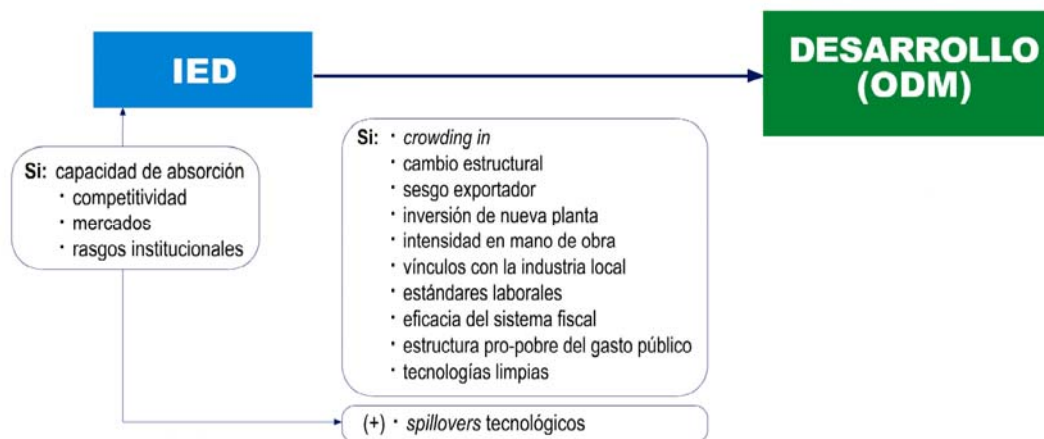 IED
DESARROLLO
(ODM)
Si: capacidad de absorción
· competitividad
· mercados
· rasgos institucionales
Si: · crowding in
· cambio estructural
· sesgo exportador
· inversión de nueva planta
· intensidad en mano de obra
· vínculos con la industria local
· estándares laborales
· eficacia del sistema fiscal
· estructura pro-pobre del gasto público
· tecnologías limpias
(+) · spillovers tecnológicos